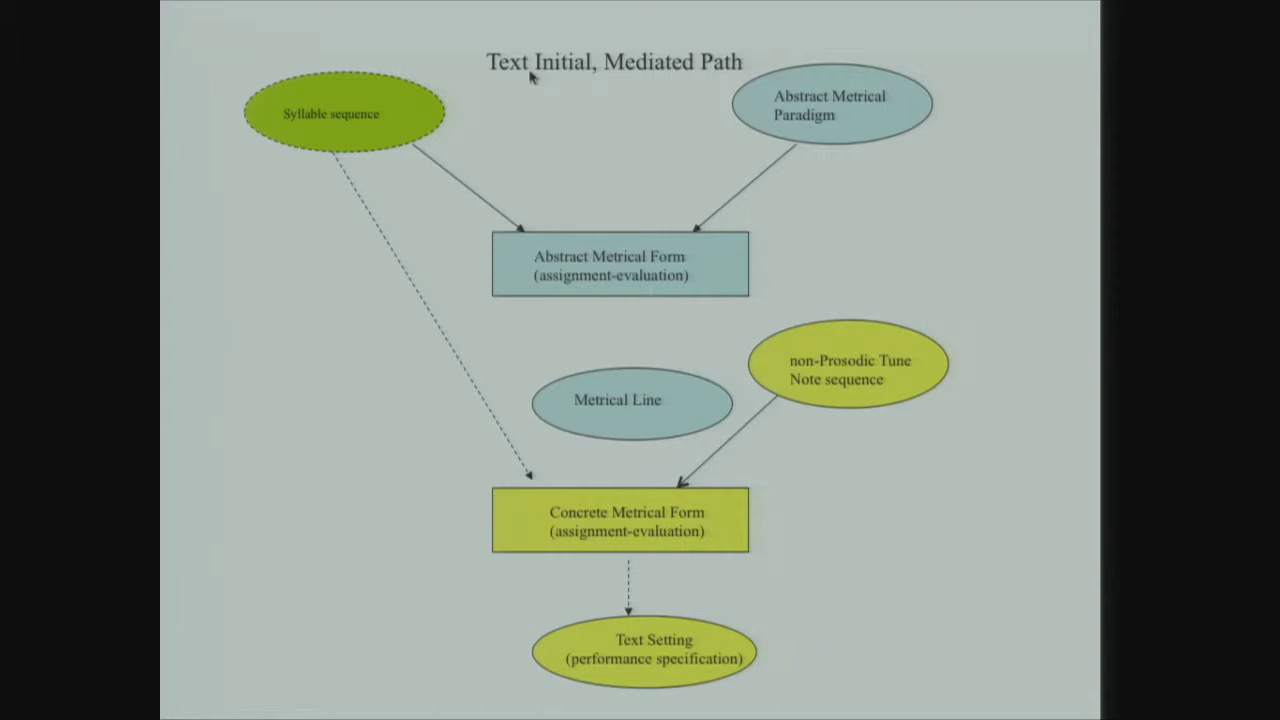 Text Initial, Mediated Path
Syllable sequence
Abstract Metrical
Paradigm
Abstract Metrical Form
(assignment-evaluation)
non-Prosodic Tune
Note sequence
Metrical Line
Concrete Metrical Form
(assignment-evaluation)
Text Setting
(performance specification)